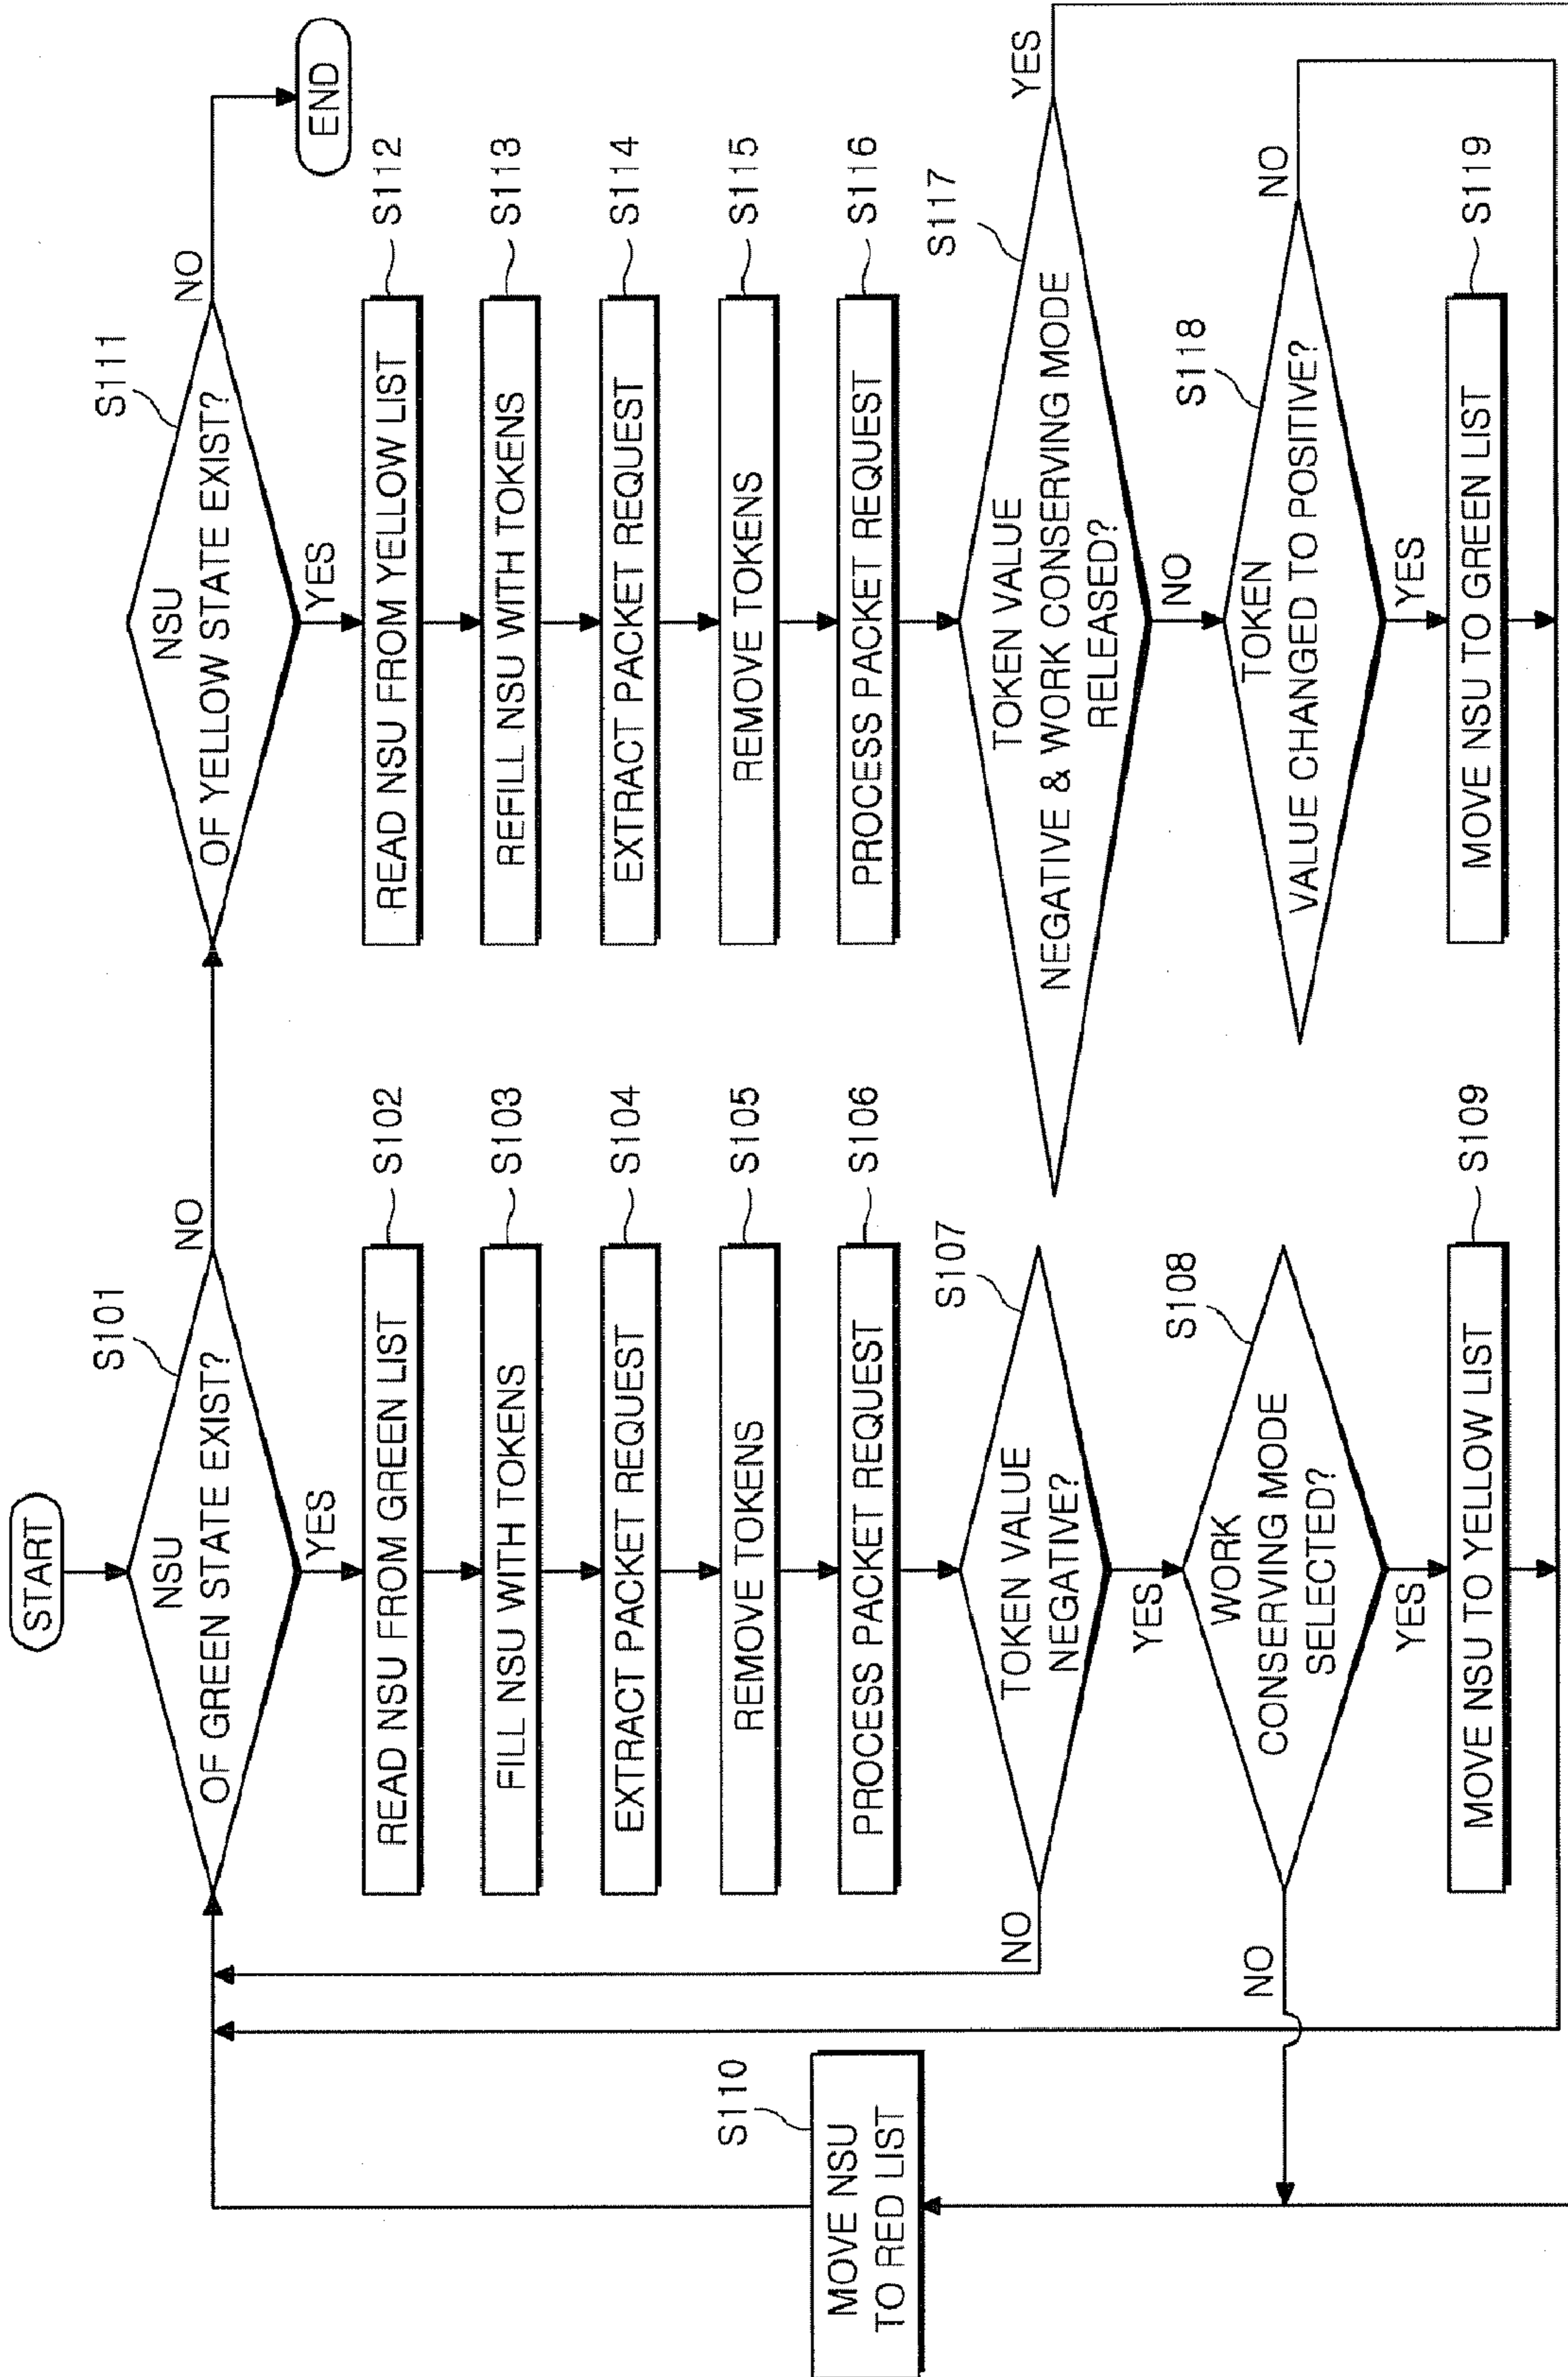 START
S101
NSU
OF GREEN STATE EXIST?
NO
YES
READ NSU FROM GREEN LIST
S102
FILL NSU WITH TOKENS
S103
EXTRACT PACKET REQUEST
S104
REMOVE TOKENS
S105
PROCESS PACKET REQUEST
S106
S107
TOKEN VALUE
NEGATIVE?
NO
YES
S108
WORK
CONSERVING MODE
SELECTED?
NO
YES
MOVE NSU TO YELLOW LIST
S109
S110
MOVE NSU
TO RED LIST
S111
NSU
OF YELLOW STATE EXIST?
NO
END
YES
READ NSU FROM YELLOW LIST
S112
REFILL NSU WITH TOKENS
S113
EXTRACT PACKET REQUEST
S114
REMOVE TOKENS
S115
PROCESS PACKET REQUEST
S116
S117
TOKEN VALUE
NEGATIVE & WORK CONSERVING MODE
RELEASED?
YES
NO
S118
TOKEN
VALUE CHANGED TO POSITIVE?
NO
YES
MOVE NSU TO GREEN LIST
S119